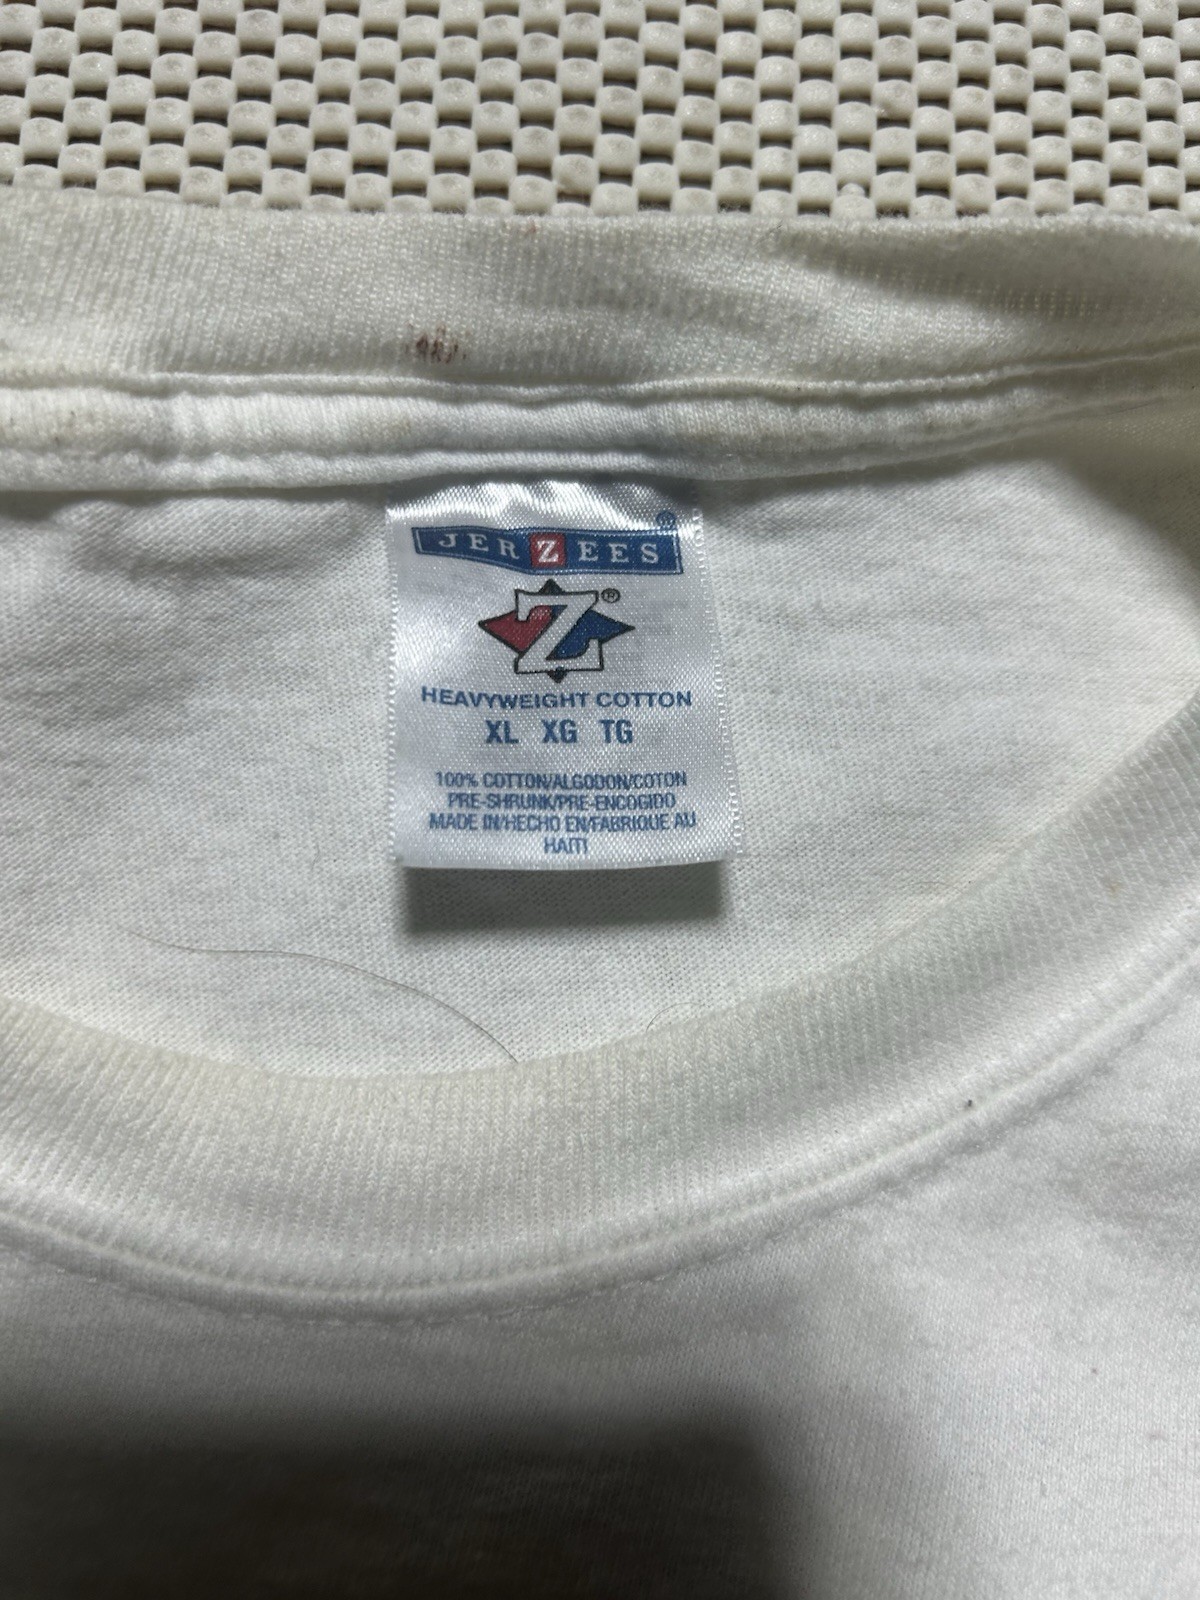 JERZEES®
Z®
HEAVYWEIGHT COTTON
XL XG TG
100% COTTON/ALGODON/COTON
PRE-SHRUNK/PRE-ENCOGIDO
MADE IN/HECHO EN/FABRIQUE AU
HAITI